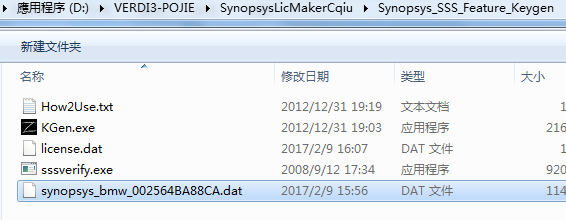 應用程序 (D:) ▸ VERDI3-POJIE ▸ SynopsysLicMakerCqiu ▸ Synopsys_SSS_Feature_Keygen
新建文件夹
名称 修改日期 类型 大小
How2Use.txt 2012/12/31 19:19 文本文档 1
KGen.exe 2012/12/31 19:03 应用程序 216
license.dat 2017/2/9 16:07 DAT 文件 1
sssverify.exe 2008/9/12 17:34 应用程序 920
synopsys_bmw_002564BA88CA.dat 2017/2/9 15:56 DAT 文件 114